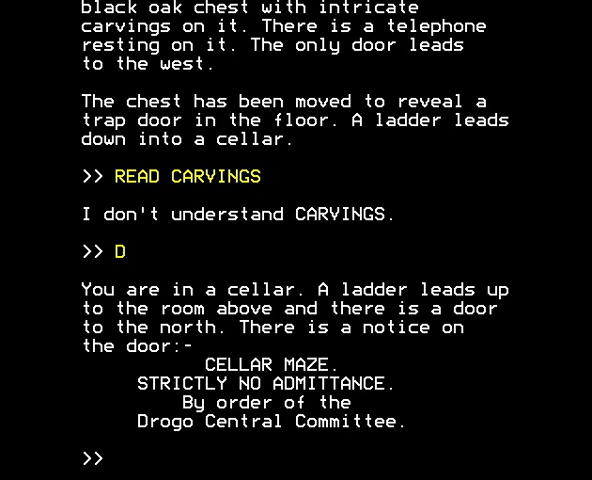 black oak chest with intricate
carvings on it. There is a telephone
resting on it. The only door leads
to the west.
The chest has been moved to reveal a
trap door in the floor. A ladder leads
down into a cellar.
>> READ CARVINGS
I don't understand CARVINGS.
>> D
You are in a cellar. A ladder leads up
to the room above and there is a door
to the north. There is a notice on
the door:-
CELLAR MAZE.
STRICTLY NO ADMITTANCE.
By order of the
Drogo Central Committee.
>>